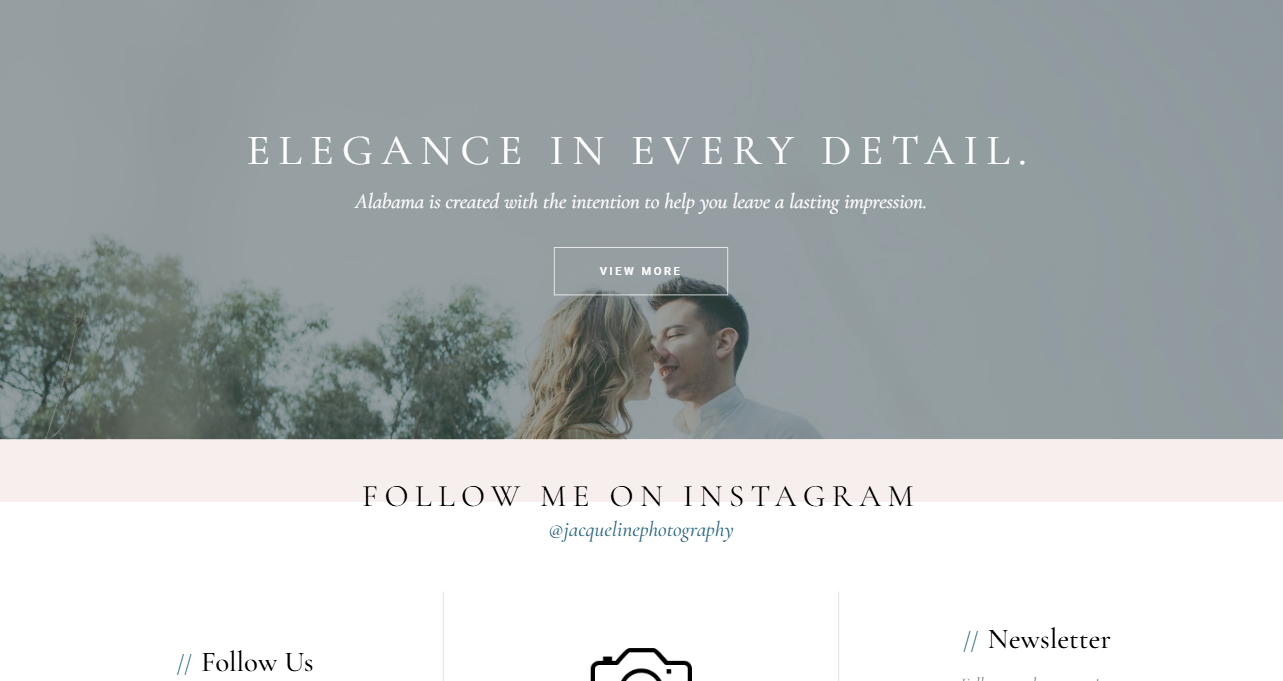 ELEGANCE IN EVERY DETAIL.
Alabama is created with the intention to help you leave a lasting impression.
VIEW MORE
FOLLOW ME ON INSTAGRAM
@jacquelinephotography
// Follow Us
// Newsletter